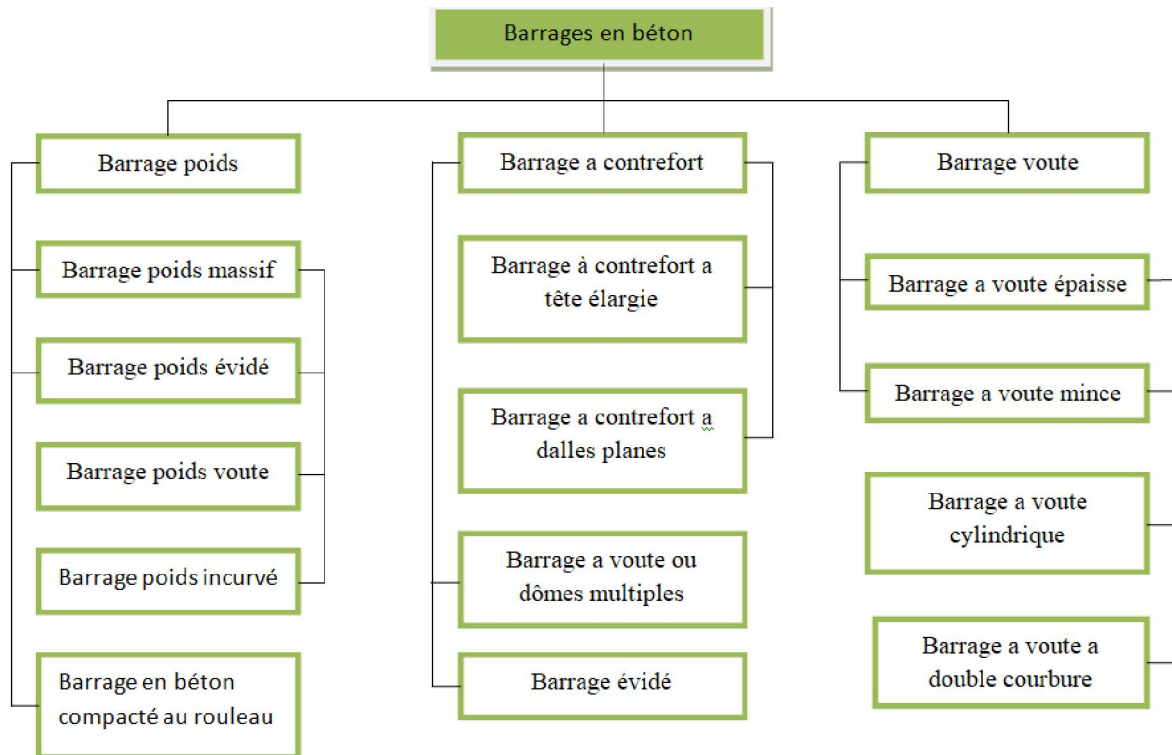 Barrages en béton
Barrage poids
Barrage poids massif
Barrage poids évidé
Barrage poids voute
Barrage poids incurvé
Barrage en béton
compacté au rouleau
Barrage a contrefort
Barrage à contrefort a
tête élargie
Barrage a contrefort a
dalles planes
Barrage a voute ou
dômes multiples
Barrage évidé
Barrage voute
Barrage a voute épaisse
Barrage a voute mince
Barrage a voute
cylindrique
Barrage a voute a
double courbure